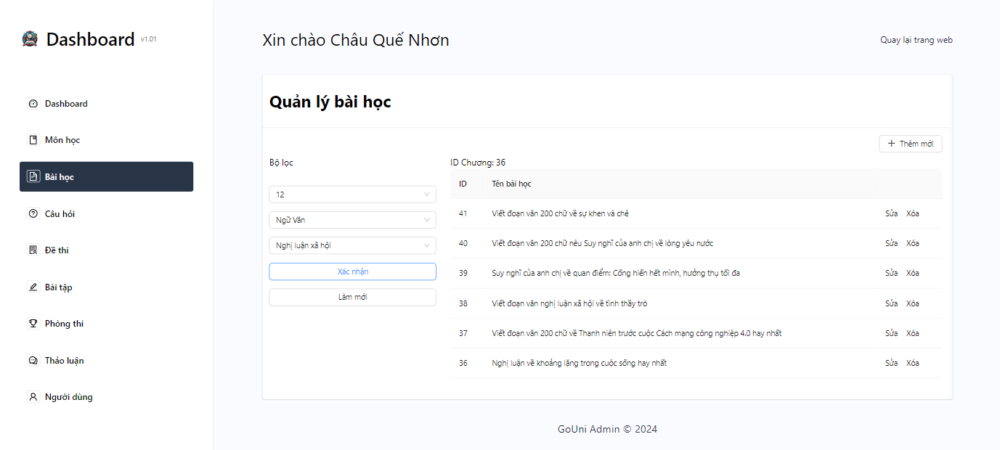 Dashboard v1.01
Dashboard
Môn học
Bài học
Câu hỏi
Đề thi
Bài tập
Phòng thi
Thảo luận
Người dùng
Xin chào Châu Quế Nhơn
Quay lại trang web
Quản lý bài học
Thêm mới
Bộ lọc
12
Ngữ Văn
Nghị luận xã hội
Xác nhận
Làm mới
ID Chương: 36
ID Tên bài học
41 Viết đoạn văn 200 chữ về sự khen và chê Sửa Xóa
40 Viết đoạn văn 200 chữ nêu Suy nghĩ của anh chị về lòng yêu nước Sửa Xóa
39 Suy nghĩ của anh chị về quan điểm: Cống hiến hết mình, hưởng thụ tối đa Sửa Xóa
38 Viết đoạn văn nghị luận xã hội về tình thầy trò Sửa Xóa
37 Viết đoạn văn 200 chữ về Thanh niên trước cuộc Cách mạng công nghiệp 4.0 hay nhất Sửa Xóa
36 Nghị luận về khoảng lặng trong cuộc sống hay nhất Sửa Xóa
GoUni Admin © 2024